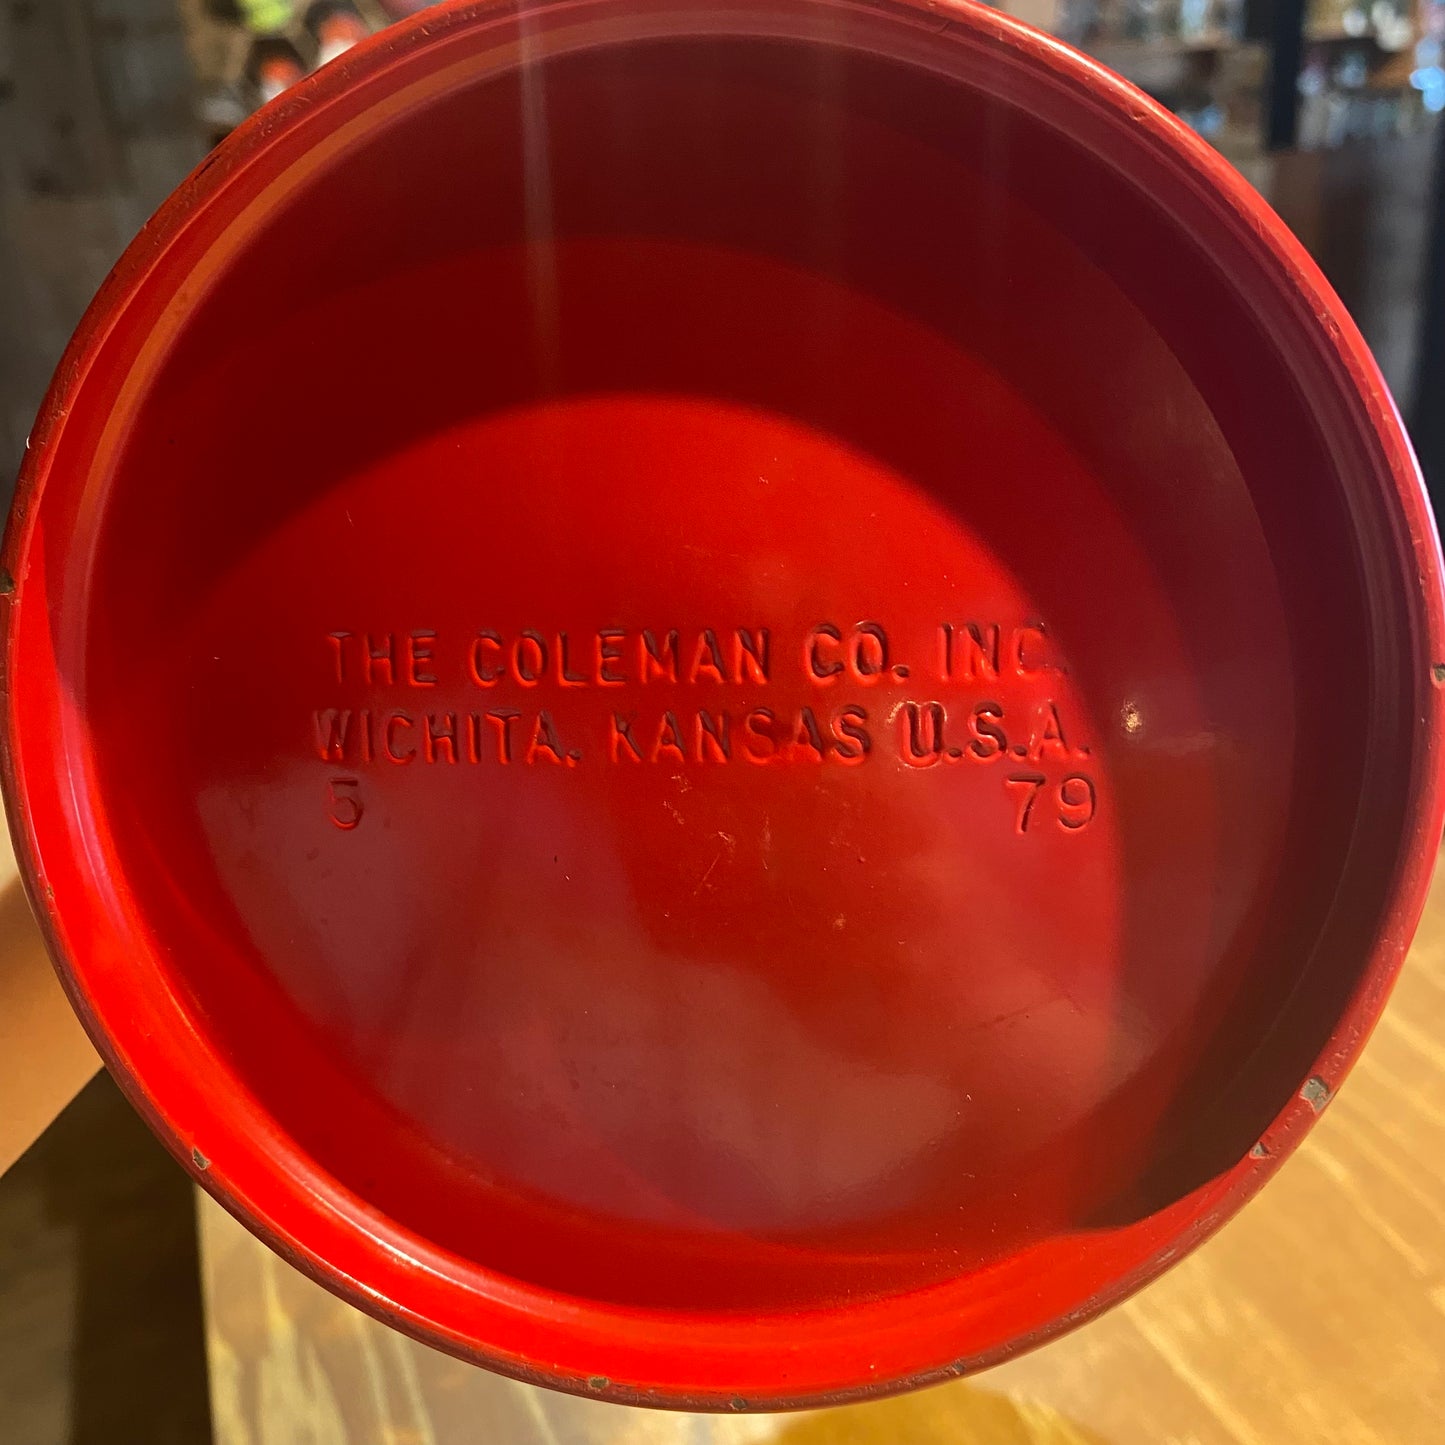 THE COLEMAN CO. INC.
WICHITA, KANSAS U.S.A.
5 79